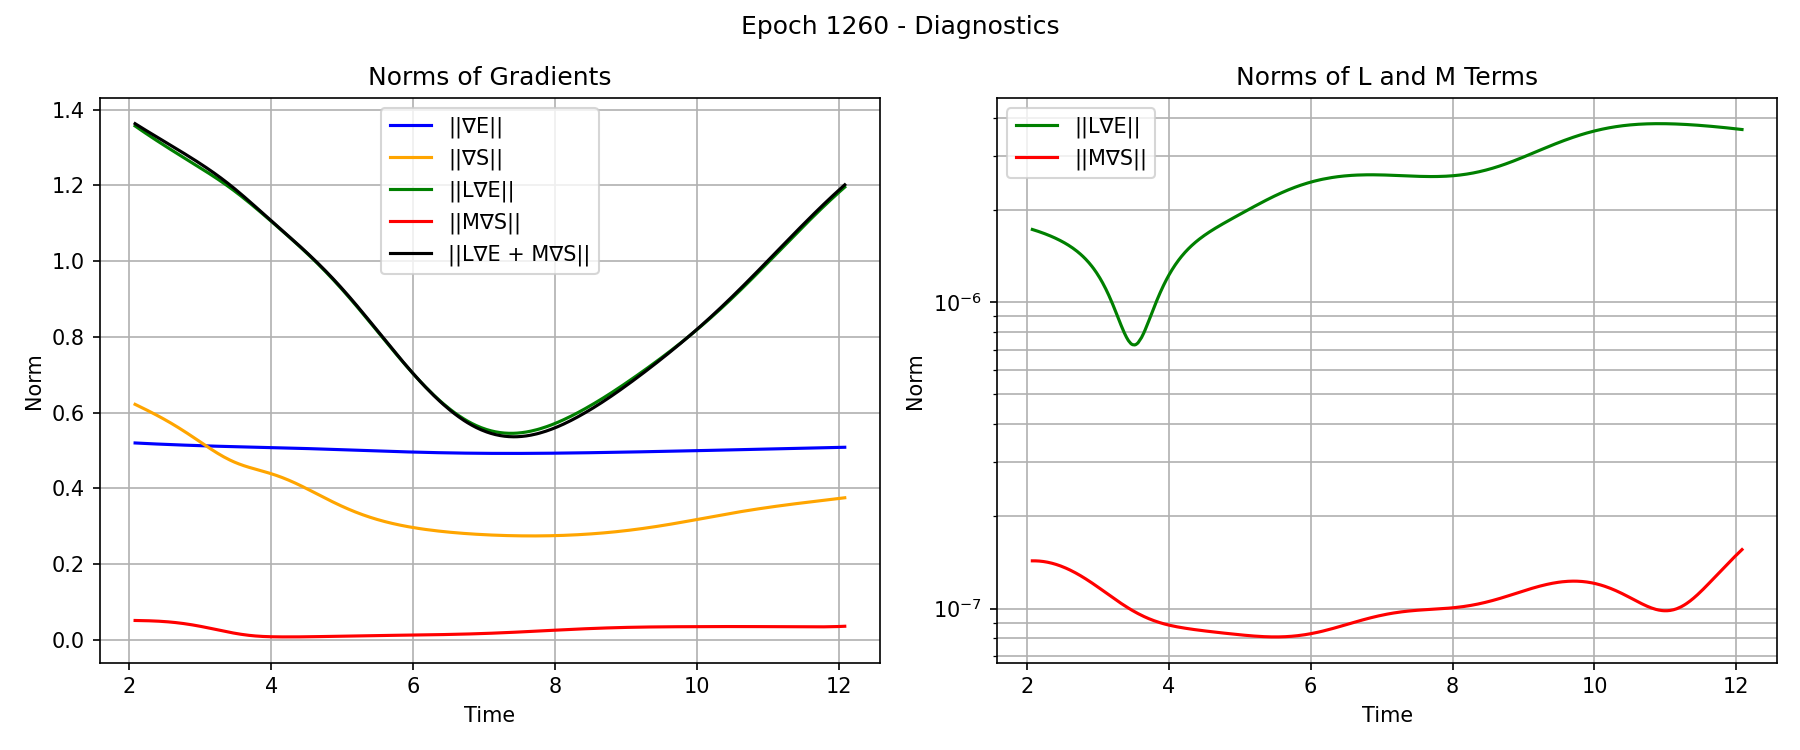 Epoch 1260 - Diagnostics
Norms of Gradients
1.4
1.2
1.0
0.8
0.6
0.4
0.2
0.0
Norm
||∇E||
||∇S||
||L∇E||
||M∇S||
||L∇E + M∇S||
2
4
6
8
10
12
Time
Norms of L and M Terms
10⁻⁶
10⁻⁷
Norm
||L∇E||
||M∇S||
2
4
6
8
10
12
Time